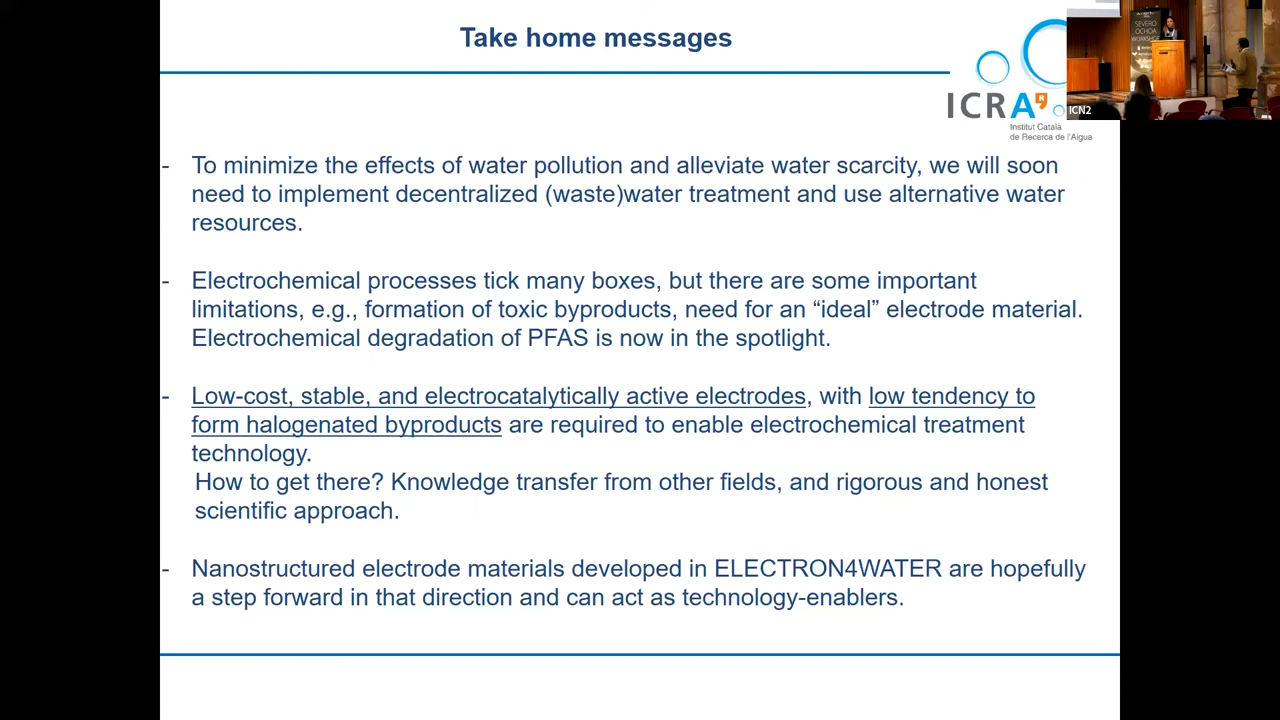 Take home messages
ICRA
Institut Català
de Recerca de l'Aigua
SEVERO
OCHOA
WORKSHOP
ICN2
- To minimize the effects of water pollution and alleviate water scarcity, we will soon
need to implement decentralized (waste)water treatment and use alternative water
resources.
- Electrochemical processes tick many boxes, but there are some important
limitations, e.g., formation of toxic byproducts, need for an “ideal” electrode material.
Electrochemical degradation of PFAS is now in the spotlight.
- Low-cost, stable, and electrocatalytically active electrodes, with low tendency to
form halogenated byproducts are required to enable electrochemical treatment
technology.
How to get there? Knowledge transfer from other fields, and rigorous and honest
scientific approach.
- Nanostructured electrode materials developed in ELECTRON4WATER are hopefully
a step forward in that direction and can act as technology-enablers.